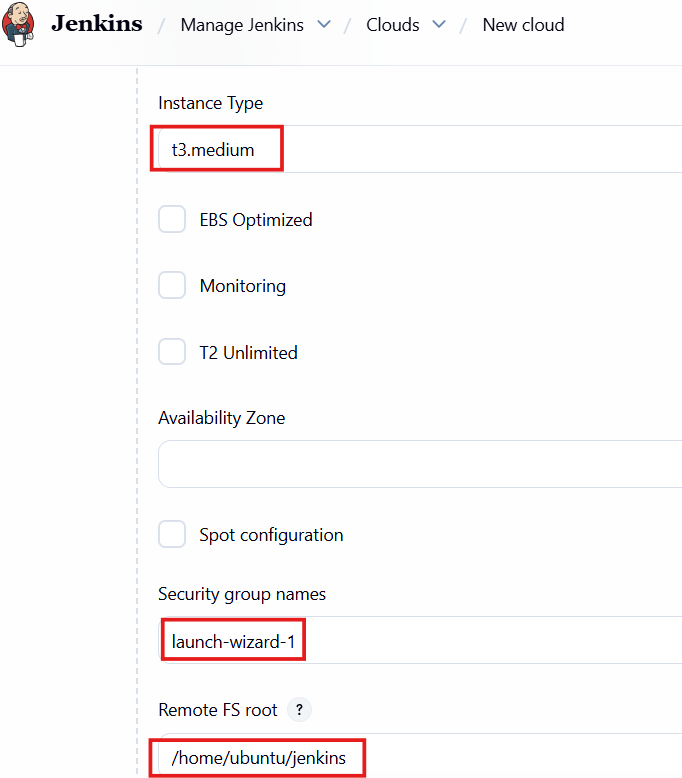 Jenkins / Manage Jenkins / Clouds / New cloud
Instance Type
t3.medium
EBS Optimized
Monitoring
T2 Unlimited
Availability Zone
Spot configuration
Security group names
launch-wizard-1
Remote FS root ?
/home/ubuntu/jenkins